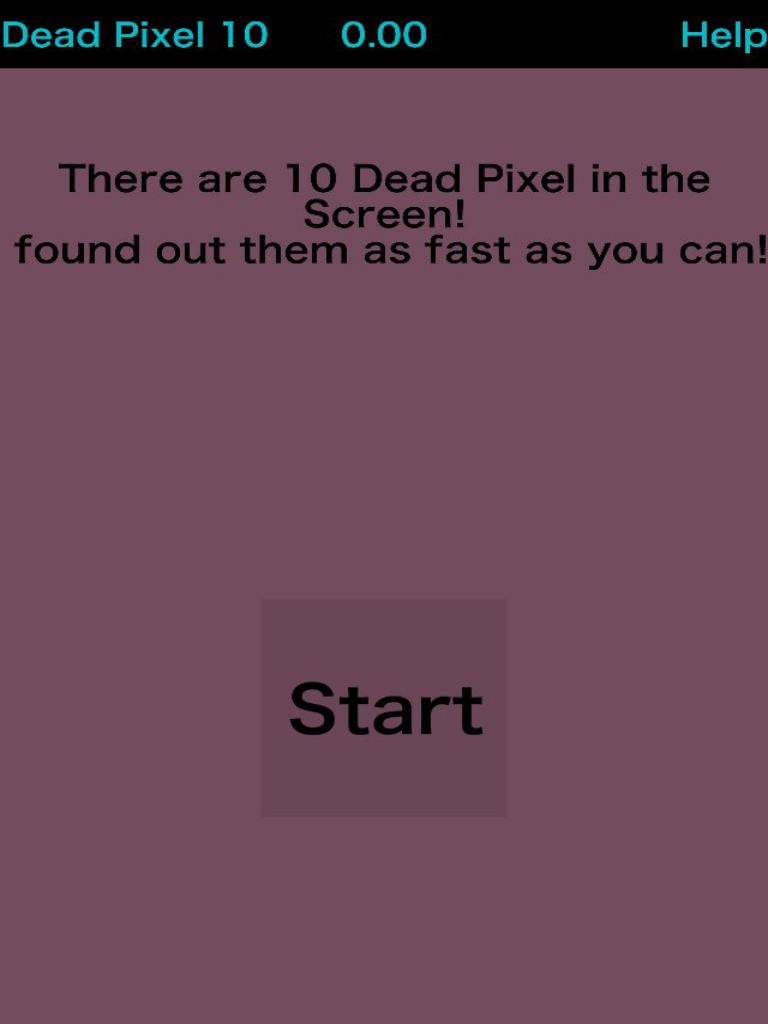 Dead Pixel 10 0.00 Help
There are 10 Dead Pixel in the
Screen!
found out them as fast as you can!
Start